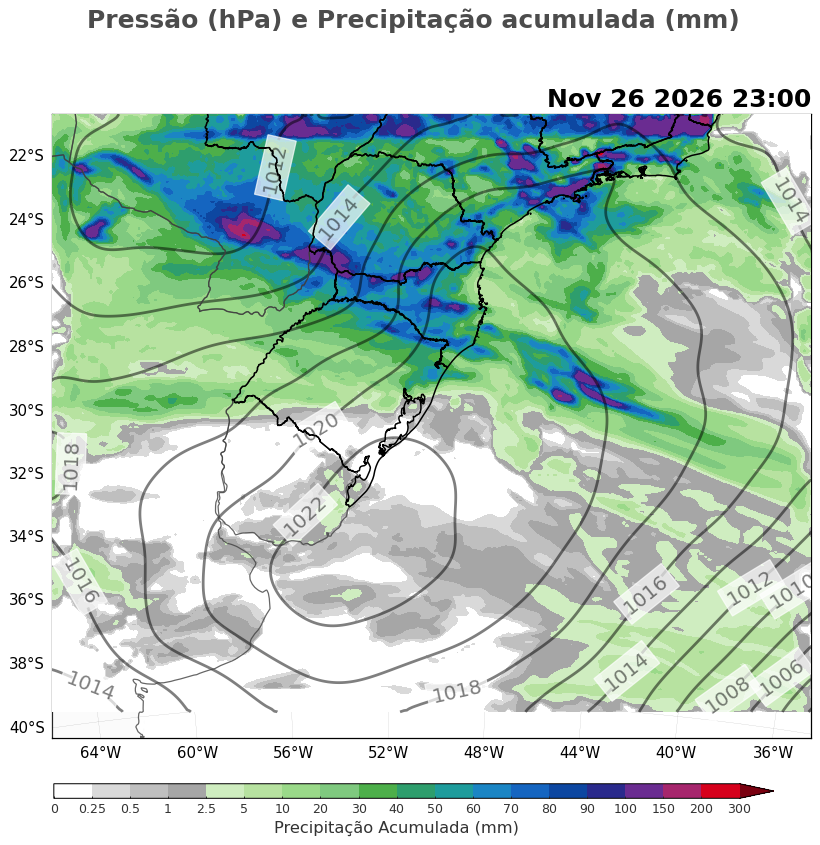 Pressão (hPa) e Precipitação acumulada (mm)
Nov 26 2026 23:00
22°S
24°S
26°S
28°S
30°S
32°S
34°S
36°S
38°S
40°S
1012
1014
1014
1020
1018
1022
1016
1016
1012
1010
1014
1014
1008
1006
1018
64°W 60°W 56°W 52°W 48°W 44°W 40°W 36°W
0 0.25 0.5 1 2.5 5 10 20 30 40 50 60 70 80 90 100 150 200 300
Precipitação Acumulada (mm)